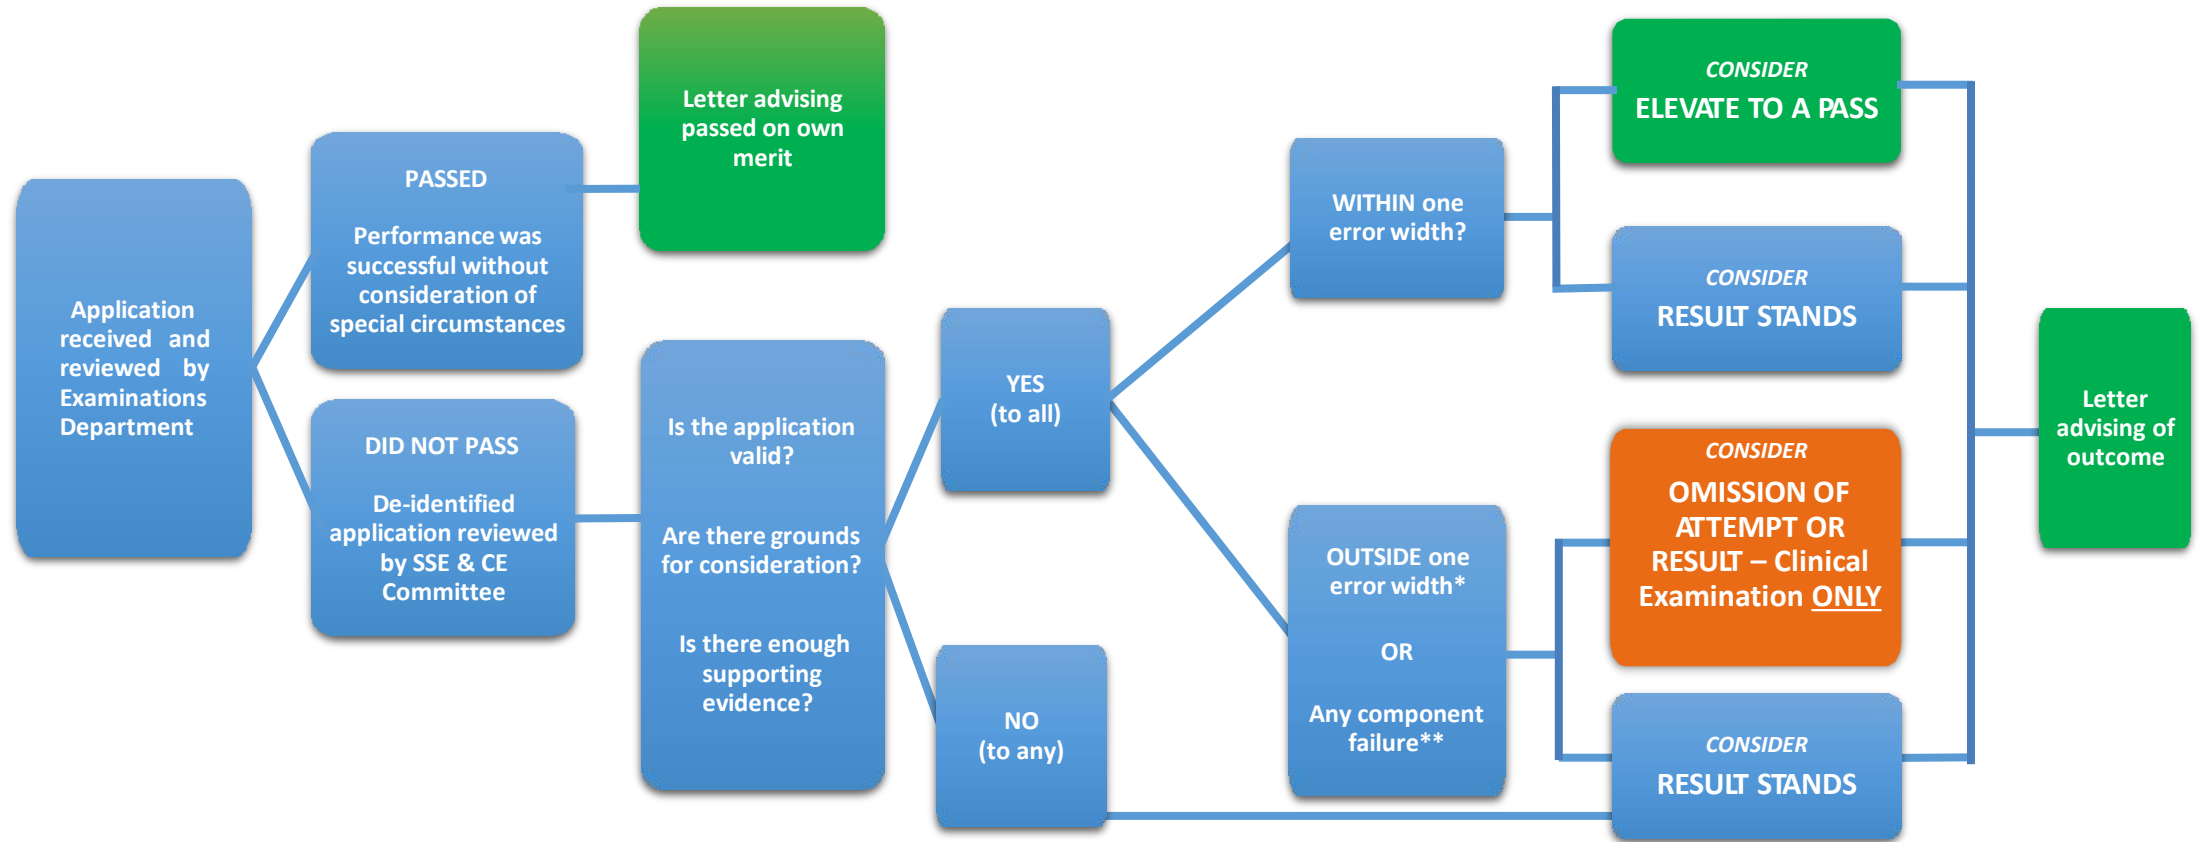 Application
received and
reviewed by
Examinations
Department
PASSED
Performance was
successful without
consideration of
special circumstances
Letter advising
passed on own
merit
DID NOT PASS
De-identified
application reviewed
by SSE & CE
Committee
Is the application
valid?
Are there grounds
for consideration?
Is there enough
supporting
evidence?
YES
(to all)
NO
(to any)
WITHIN one
error width?
OUTSIDE one
error width*
OR
Any component
failure**
CONSIDER
ELEVATE TO A PASS
CONSIDER
RESULT STANDS
CONSIDER
OMISSION OF
ATTEMPT OR
RESULT – Clinical
Examination ONLY
CONSIDER
RESULT STANDS
Letter
advising of
outcome